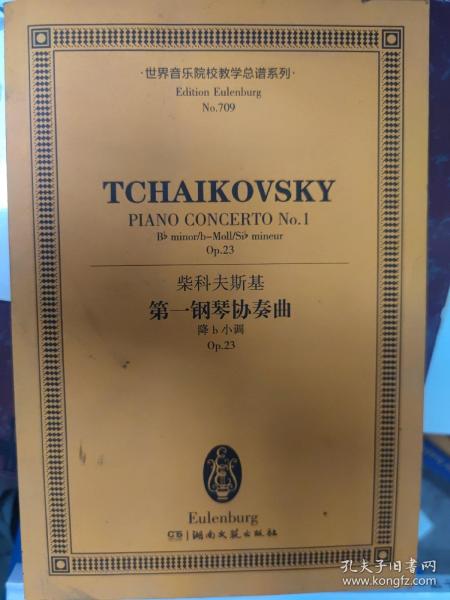 ·世界音乐院校教学总谱系列·
Edition Eulenburg
No.709
TCHAIKOVSKY
PIANO CONCERTO No.1
B♭ minor/b-Moll/Si♭ mineur
Op.23
柴科夫斯基
第一钢琴协奏曲
降 b 小调
Op.23
Eulenburg
湖南文艺出版社
孔夫子旧书网
www.kongfz.com